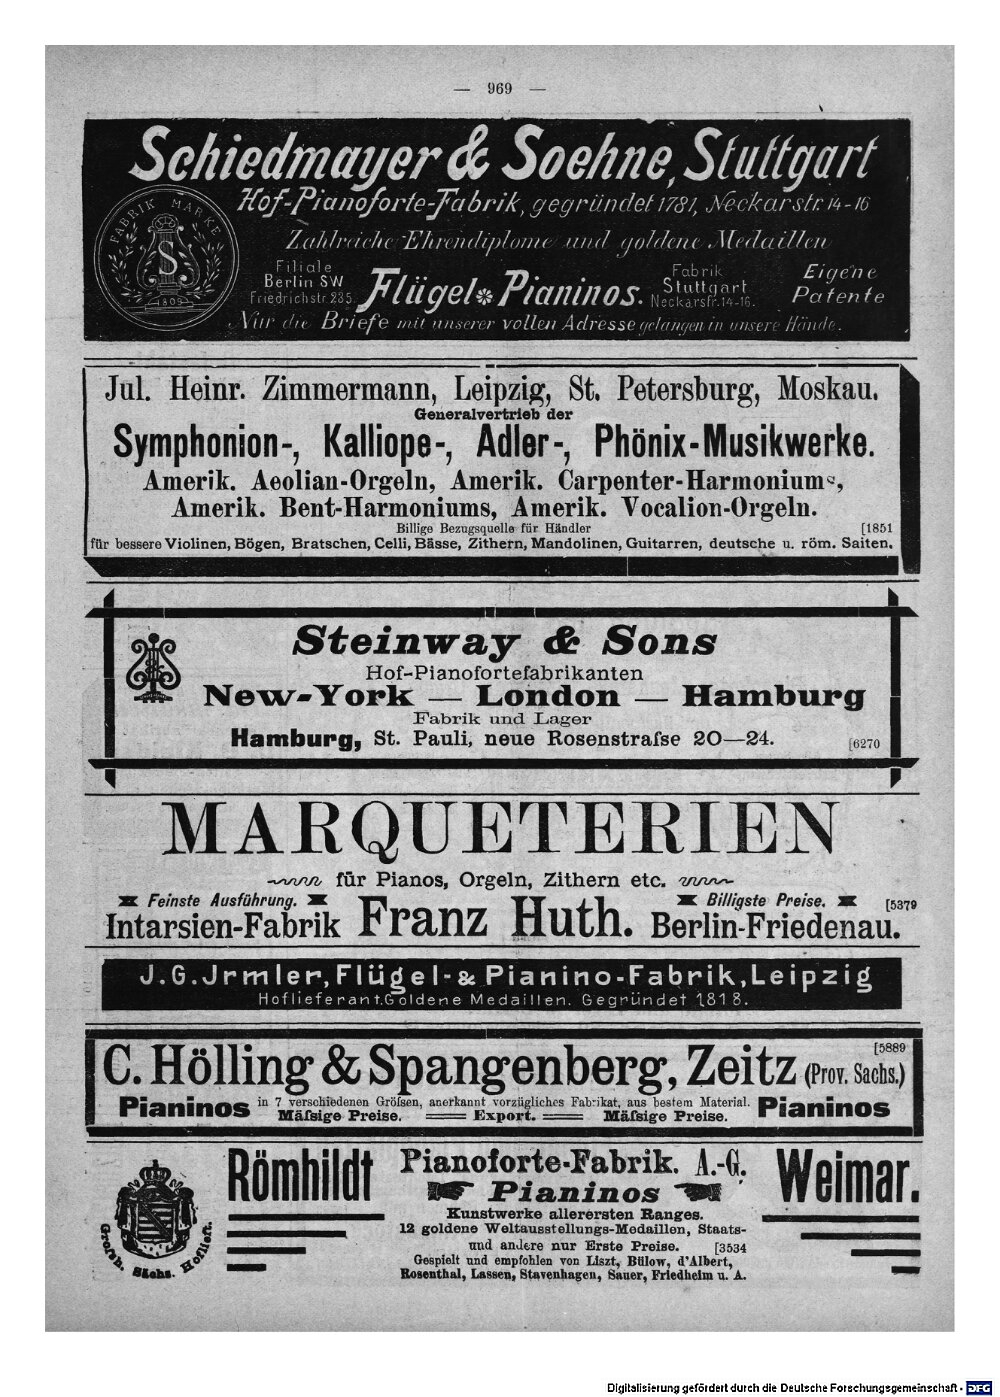 — 969 —
Schiedmayer & Soehne, Stuttgart
Hof-Pianoforte-Fabrik, gegründet 1781, Neckarstr. 14-16
FABRIK MARKE
S
1809
Zahlreiche Ehrendiplome und goldene Medaillen
Filiale
Berlin SW
Friedrichstr. 235.
Flügel Pianinos.
Fabrik
Stuttgart
Neckarstr. 14-16.
Eigene
Patente
Nur die Briefe mit unserer vollen Adresse gelangen in unsere Hände.
Jul. Heinr. Zimmermann, Leipzig, St. Petersburg, Moskau.
Generalvertrieb der
Symphonion-, Kalliope-, Adler-, Phönix-Musikwerke.
Amerik. Aeolian-Orgeln, Amerik. Carpenter-Harmoniums,
Amerik. Bent-Harmoniums, Amerik. Vocalion-Orgeln.
Billige Bezugsquelle für Händler [1851
für bessere Violinen, Bögen, Bratschen, Celli, Bässe, Zithern, Mandolinen, Guitarren, deutsche u. röm. Saiten.
Steinway & Sons
Hof-Pianofortefabrikanten
New-York — London — Hamburg
Fabrik und Lager
Hamburg, St. Pauli, neue Rosenstraſse 20—24. [6270
MARQUETERIEN
für Pianos, Orgeln, Zithern etc.
Feinste Ausführung. Billigste Preise. [5379
Intarsien-Fabrik Franz Huth. Berlin-Friedenau.
J.G. Jrmler, Flügel- & Pianino-Fabrik, Leipzig
Hoflieferant. Goldene Medaillen. Gegründet 1818.
C. Hölling & Spangenberg, Zeitz (Prov. Sachs.) [5889
Pianinos in 7 verschiedenen Gröſsen, anerkannt vorzügliches Fabrikat, aus bestem Material. Pianinos
Mäſsige Preise. Export. Mäſsige Preise.
Römhildt Pianoforte-Fabrik. A.-G. Weimar.
Pianinos
Kunstwerke allerersten Ranges.
12 goldene Weltausstellungs-Medaillen, Staats-
und andere nur Erste Preise. [3534
Gespielt und empfohlen von Liszt, Bülow, d'Albert,
Rosenthal, Lassen, Stavenhagen, Sauer, Friedheim u. A.
Grofsh. Sächs. Hoflief.
Digitalisierung gefördert durch die Deutsche Forschungsgemeinschaft - DFG